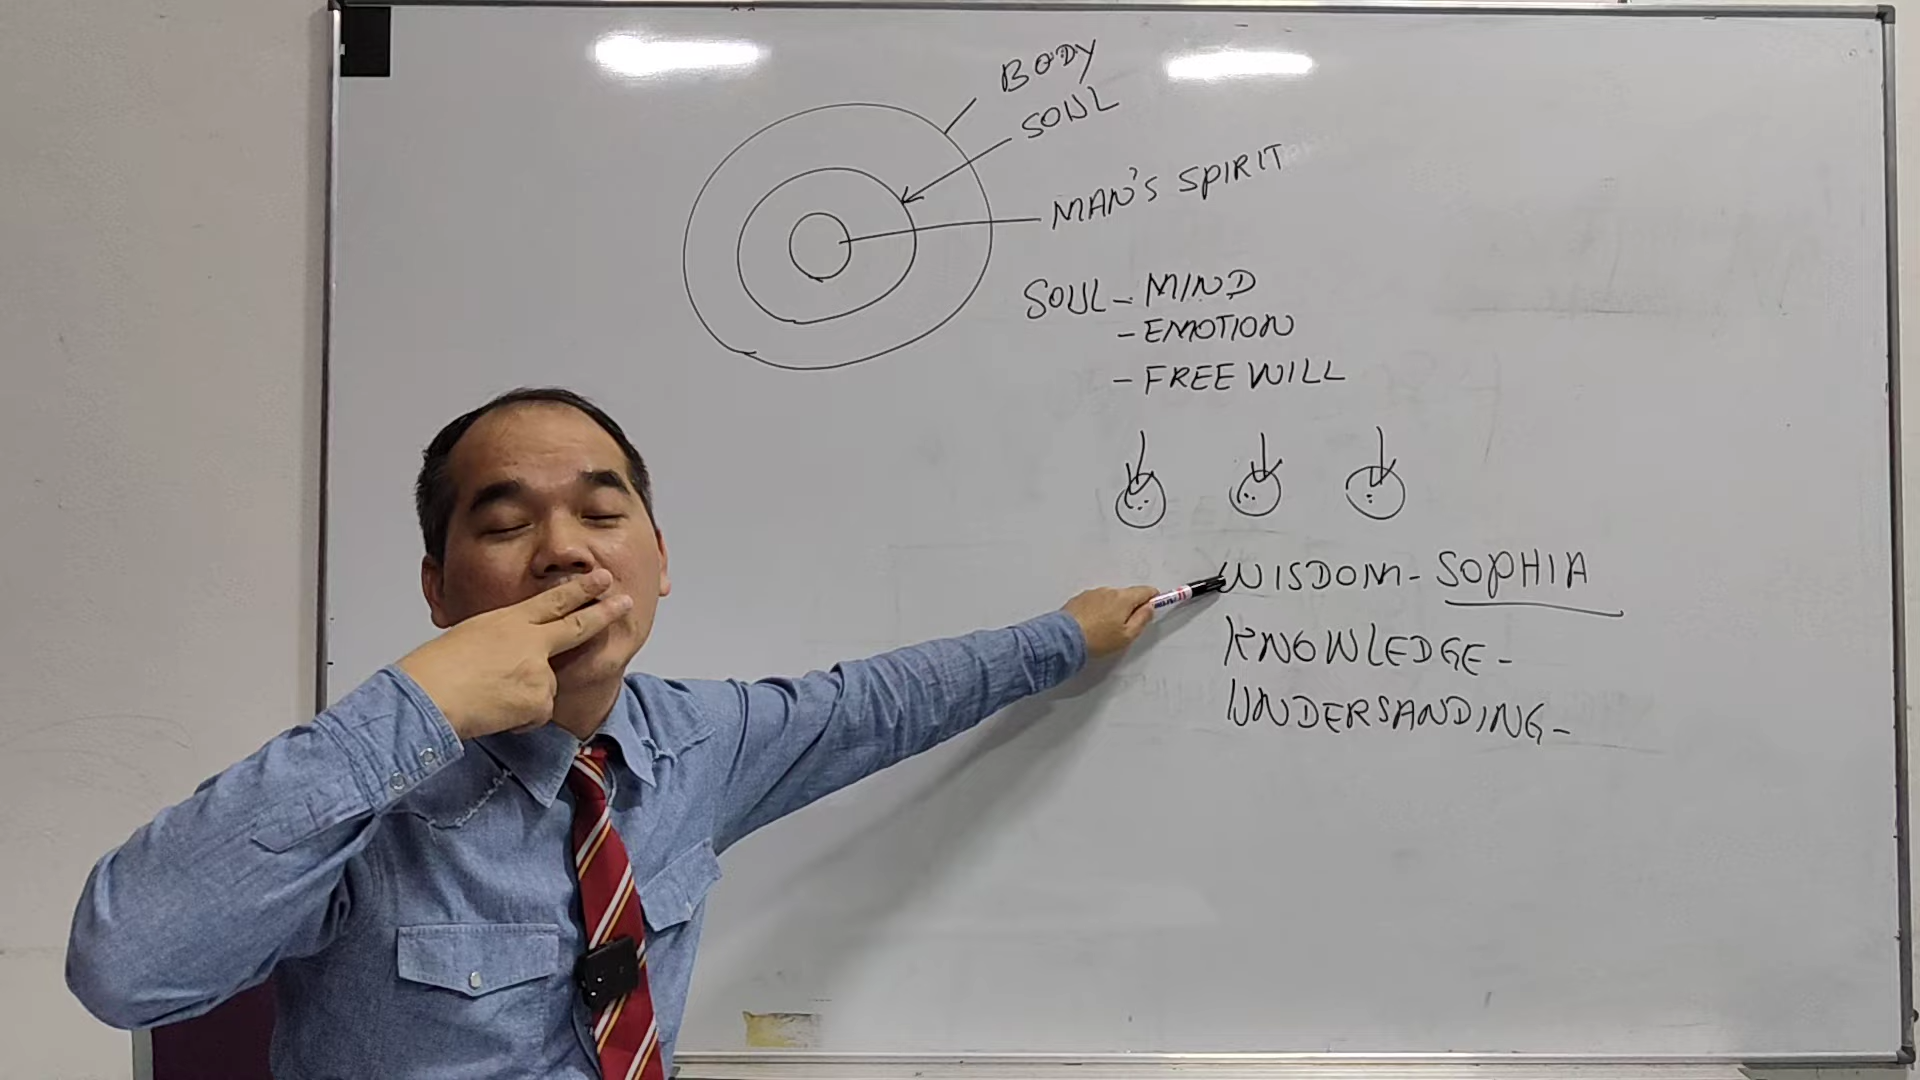 BODY
SOUL
MAN'S SPIRIT
SOUL - MIND
- EMOTION
- FREE WILL
WISDOM - SOPHIA
KNOWLEDGE -
UNDERSANDING -